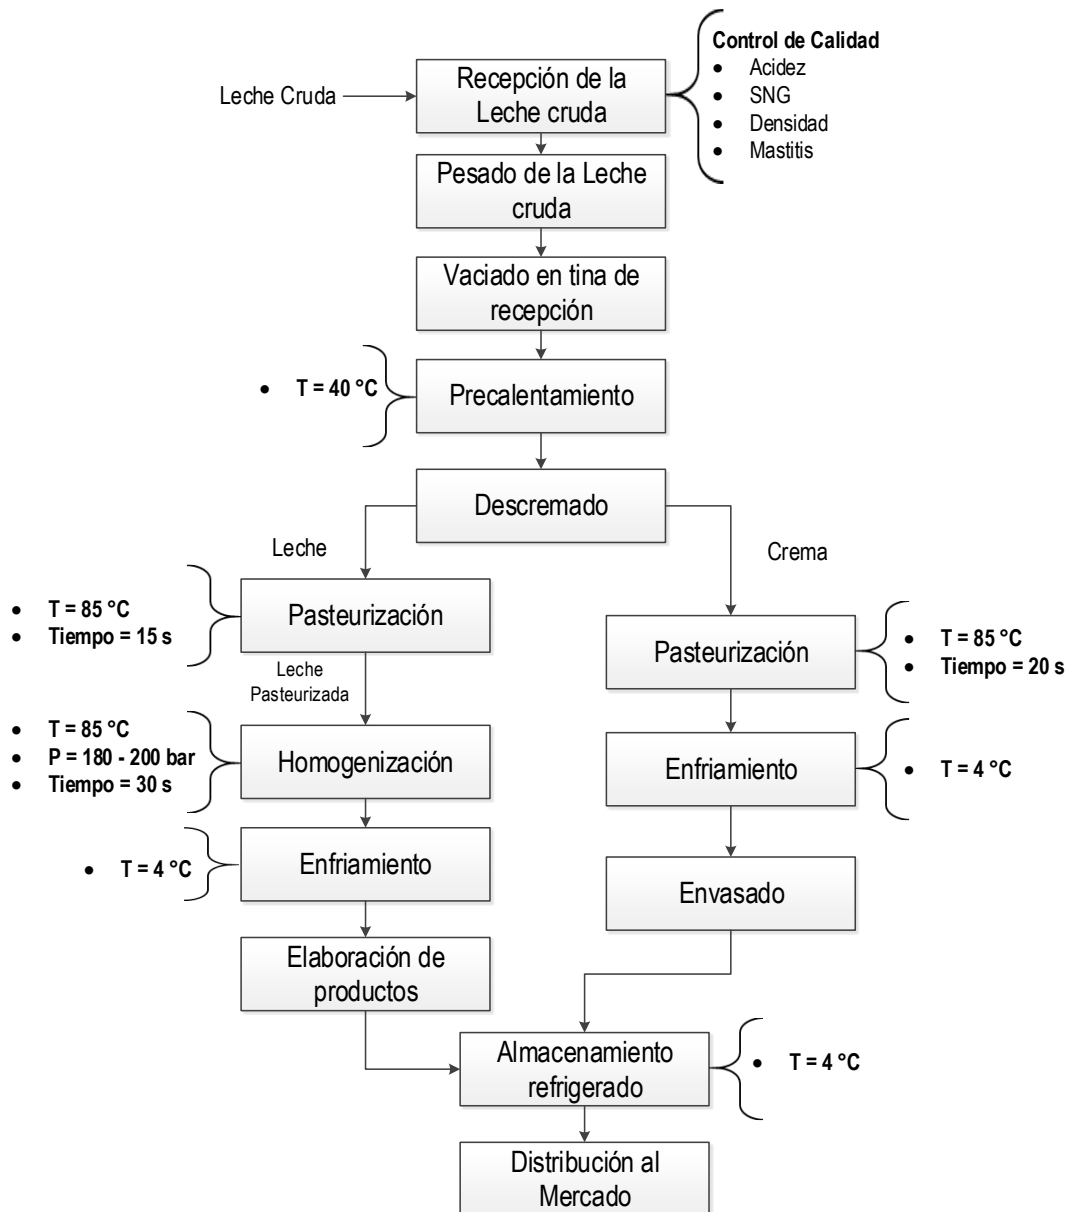 Control de Calidad
• Acidez
• SNG
• Densidad
• Mastitis
Leche Cruda
Recepción de la
Leche cruda
Pesado de la Leche
cruda
Vaciado en tina de
recepción
• T = 40 °C
Precalentamiento
Descremado
Leche
Crema
• T = 85 °C
• Tiempo = 15 s
Pasteurización
Pasteurización
• T = 85 °C
• Tiempo = 20 s
Leche
Pasteurizada
• T = 85 °C
• P = 180 - 200 bar
• Tiempo = 30 s
Homogenización
Enfriamiento
• T = 4 °C
• T = 4 °C
Enfriamiento
Envasado
Elaboración de
productos
Almacenamiento
refrigerado
• T = 4 °C
Distribución al
Mercado